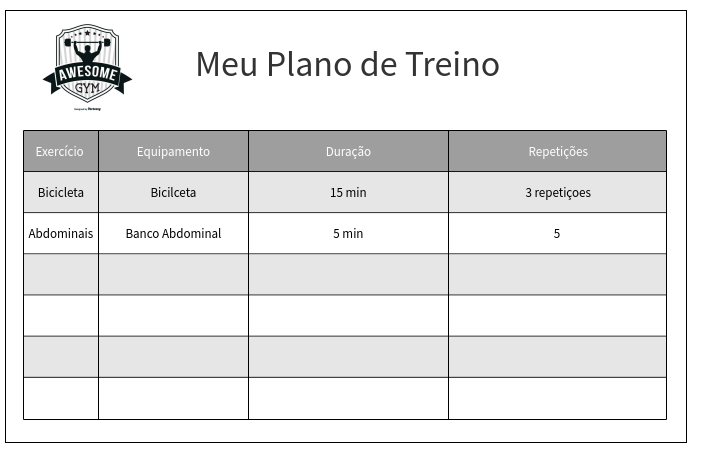 AWESOME
GYM
Meu Plano de Treino
Exercício Equipamento Duração Repetições
Bicicleta Bicilceta 15 min 3 repetiçoes
Abdominais Banco Abdominal 5 min 5